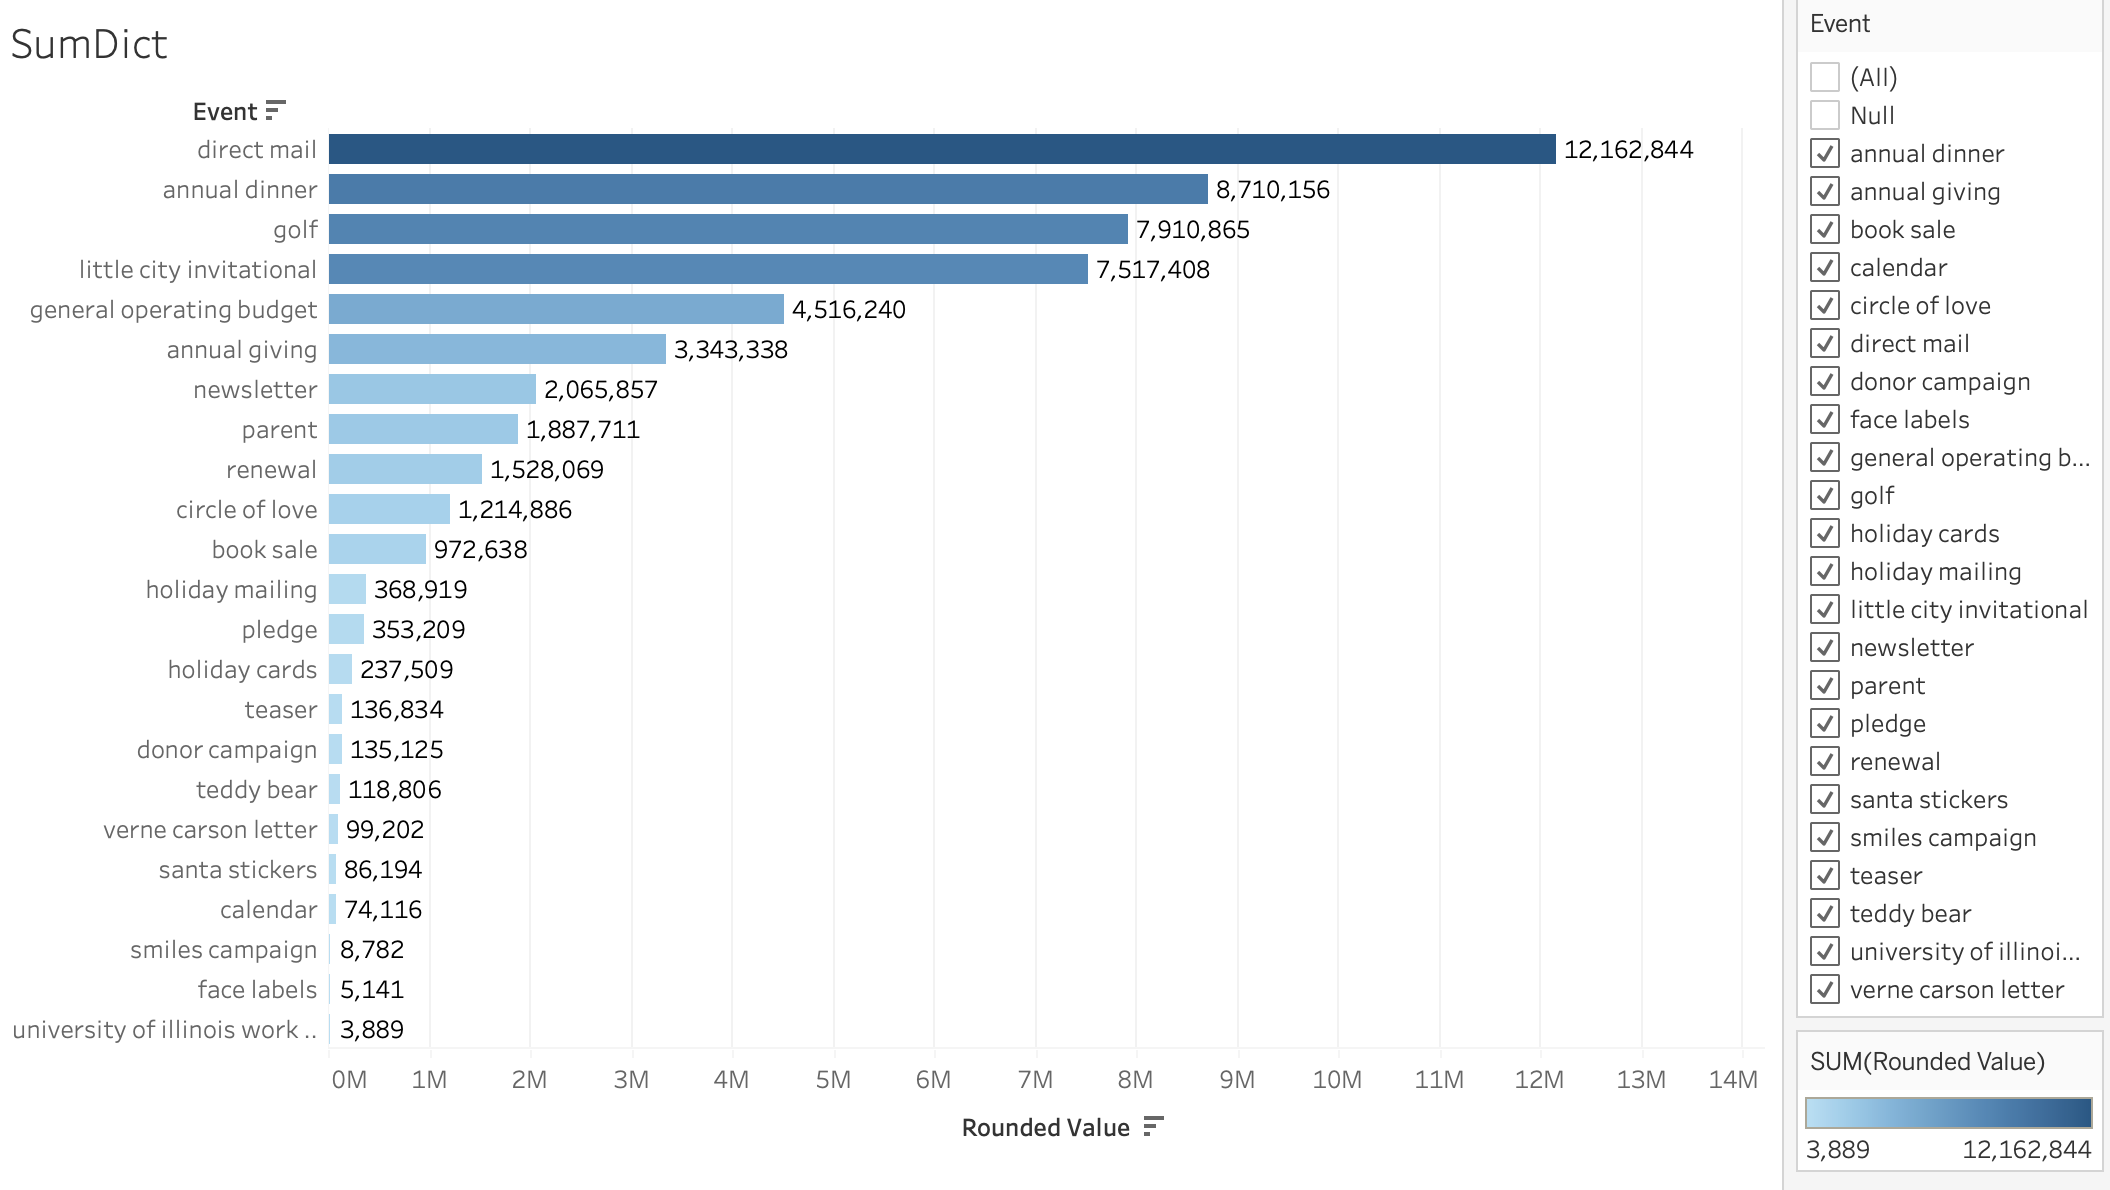 SumDict
Event
direct mail 12,162,844
annual dinner 8,710,156
golf 7,910,865
little city invitational 7,517,408
general operating budget 4,516,240
annual giving 3,343,338
newsletter 2,065,857
parent 1,887,711
renewal 1,528,069
circle of love 1,214,886
book sale 972,638
holiday mailing 368,919
pledge 353,209
holiday cards 237,509
teaser 136,834
donor campaign 135,125
teddy bear 118,806
verne carson letter 99,202
santa stickers 86,194
calendar 74,116
smiles campaign 8,782
face labels 5,141
university of illinois work .. 3,889
0M 1M 2M 3M 4M 5M 6M 7M 8M 9M 10M 11M 12M 13M 14M
Rounded Value
Event
(All)
Null
annual dinner
annual giving
book sale
calendar
circle of love
direct mail
donor campaign
face labels
general operating b...
golf
holiday cards
holiday mailing
little city invitational
newsletter
parent
pledge
renewal
santa stickers
smiles campaign
teaser
teddy bear
university of illinoi...
verne carson letter
SUM(Rounded Value)
3,889 12,162,844